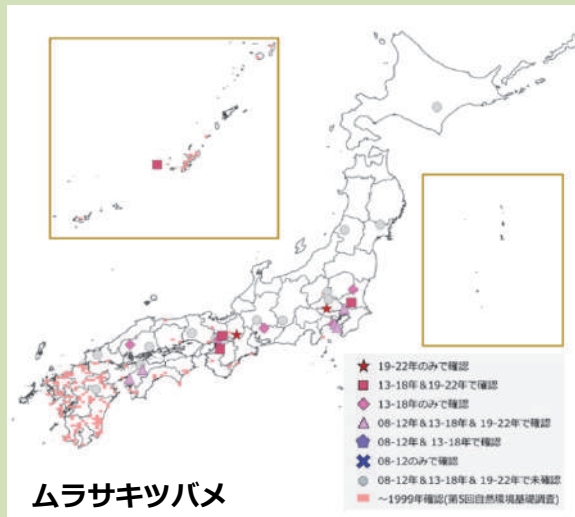 ★ 19-22年のみで確認
■ 13-18年&19-22年で確認
◆ 13-18年のみで確認
▲ 08-12年&13-18年& 19-22年で確認
⬟ 08-12年& 13-18年で確認
✖ 08-12のみで確認
● 08-12年&13-18年& 19-22年で未確認
～1999年確認(第5回自然環境基礎調査)
ムラサキツバメ